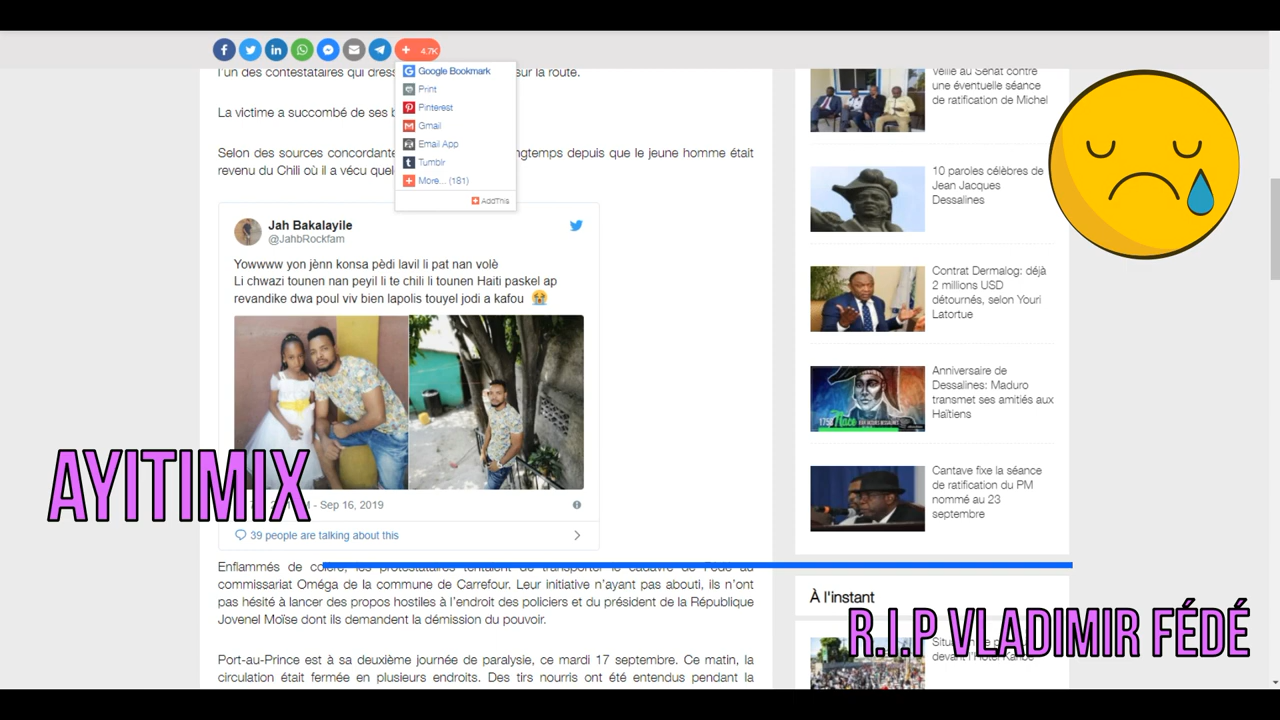 4.7K
l'un des contestataires qui
sur la route.
Google Bookmark
Print
Pinterest
Gmail
Email App
Tumblr
More... (181)
AddThis
La victime a succombé de ses
Selon des sources
depuis que le jeune homme était
revenu du Chili où il a vécu
Jah Bakalayile
@JahbRockfam
Yowwww yon jènn konsa pèdi lavil li pat nan volè
Li chwazi tounen nan peyil li te chili li tounen Haiti paskel ap
revandike dwa poul viv bien lapolis touyel jodi a kafou 😭
- Sep 16, 2019
39 people are talking about this
Enflammés de colère, les protestataires tentaient de transporter le cadavre de Fédé au
commissariat Oméga de la commune de Carrefour. Leur initiative n'ayant pas abouti, ils n'ont
pas hésité à lancer des propos hostiles à l'endroit des policiers et du président de la République
Jovenel Moïse dont ils demandent la démission du pouvoir.
Port-au-Prince est à sa deuxième journée de paralysie, ce mardi 17 septembre. Ce matin, la
circulation était fermée en plusieurs endroits. Des tirs nourris ont été entendus pendant la
Veille au Sénat contre
une éventuelle séance
de ratification de Michel
10 paroles célèbres de
Jean Jacques
Dessalines
Contrat Dermalog: déjà
2 millions USD
détournés, selon Youri
Latortue
Anniversaire de
Dessalines: Maduro
transmet ses amitiés aux
Haïtiens
Cantave fixe la séance
de ratification du PM
nommé au 23
septembre
À l'instant
devant l'Hôtel
AYITIMIX
R.I.P VLADIMIR FÉDÉ